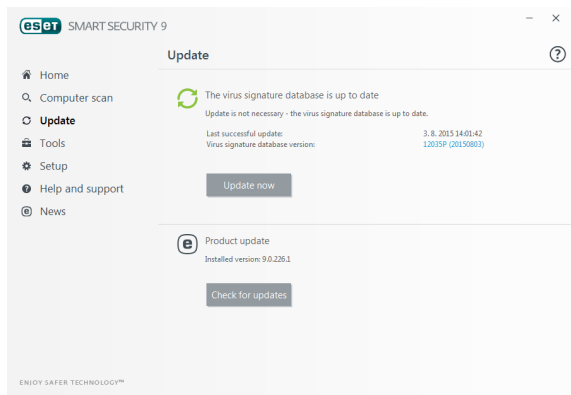 eset SMART SECURITY 9
Update
Home
Computer scan
Update
Tools
Setup
Help and support
News
The virus signature database is up to date
Update is not necessary - the virus signature database is up to date.
Last successful update: 3. 8. 2015 14:01:42
Virus signature database version: 12035P (20150803)
Update now
Product update
Installed version: 9.0.226.1
Check for updates
ENJOY SAFER TECHNOLOGY™